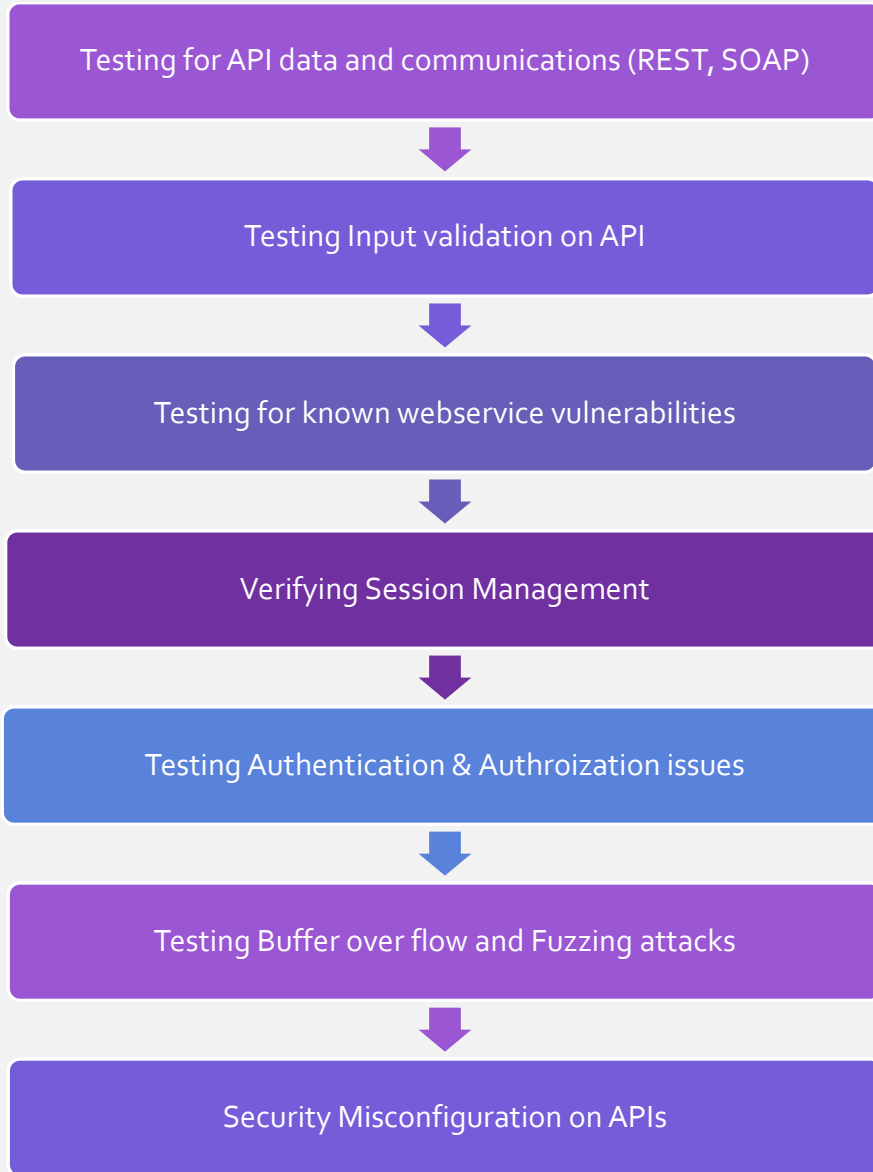 Testing for API data and communications (REST, SOAP)
Testing Input validation on API
Testing for known webservice vulnerabilities
Verifying Session Management
Testing Authentication & Authroization issues
Testing Buffer over flow and Fuzzing attacks
Security Misconfiguration on APIs